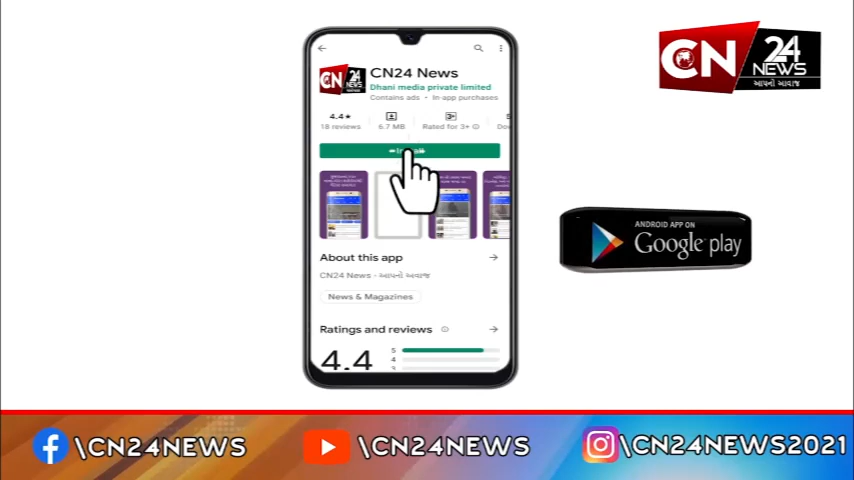 CN24 News
Dhani media private limited
Contains ads • In-app purchases
4.4★
18 reviews
6.7 MB
3+
Rated for 3+
About this app
CN24 News - આપનો અવાજ
News & Magazines
Ratings and reviews
4.4
5
4
3
CN 24
NEWS
આપનો અવાજ
ANDROID APP ON
Google play
\CN24NEWS
\CN24NEWS
\CN24NEWS2021